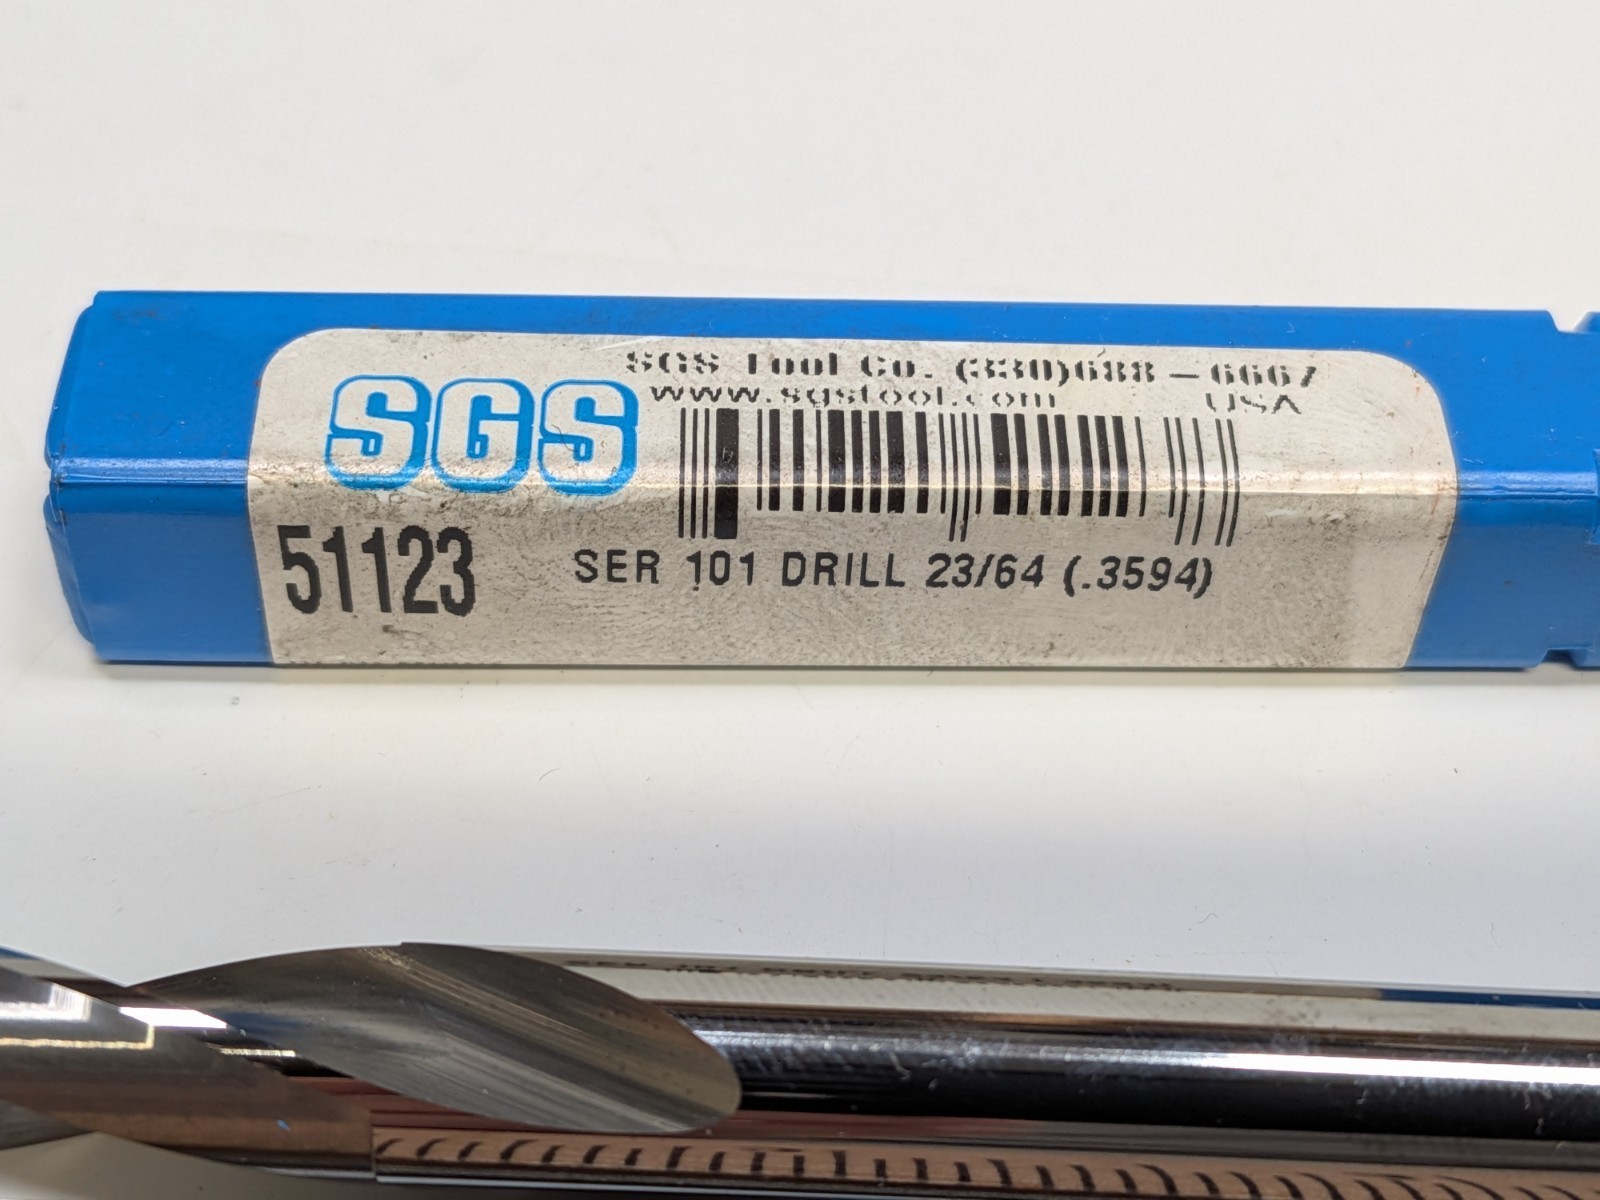 SGS Tool Co. (330)688-6667
www.sgstool.com USA
SGS
51123
SER 101 DRILL 23/64 (.3594)